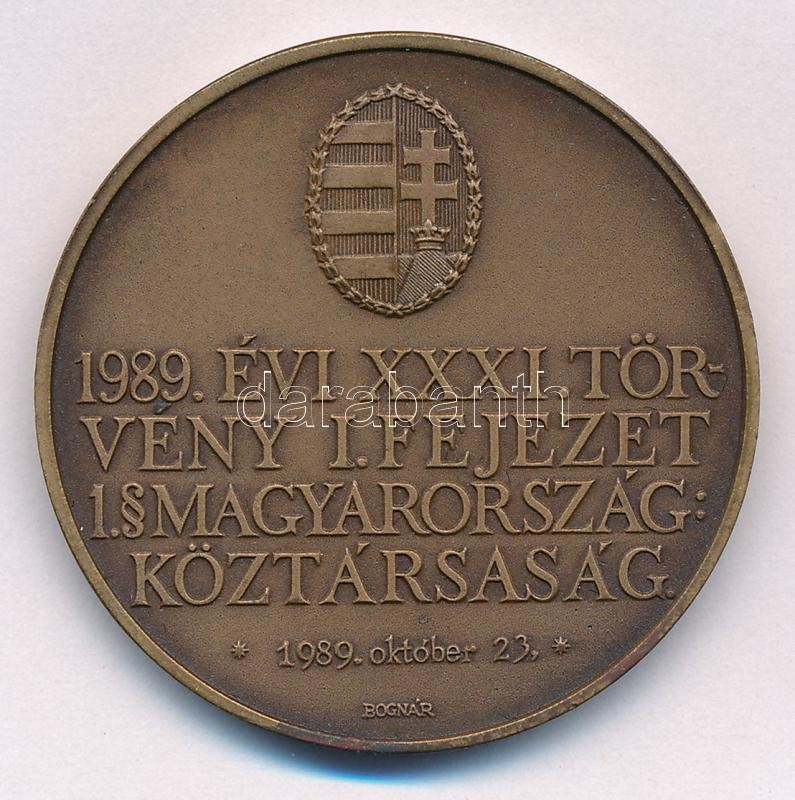 1989. ÉVI XXXI. TÖR-
VÉNY I. FEJEZET
1.§ MAGYARORSZÁG:
KÖZTÁRSASÁG.
* 1989. október 23, *
BOGNÁR
darabanth